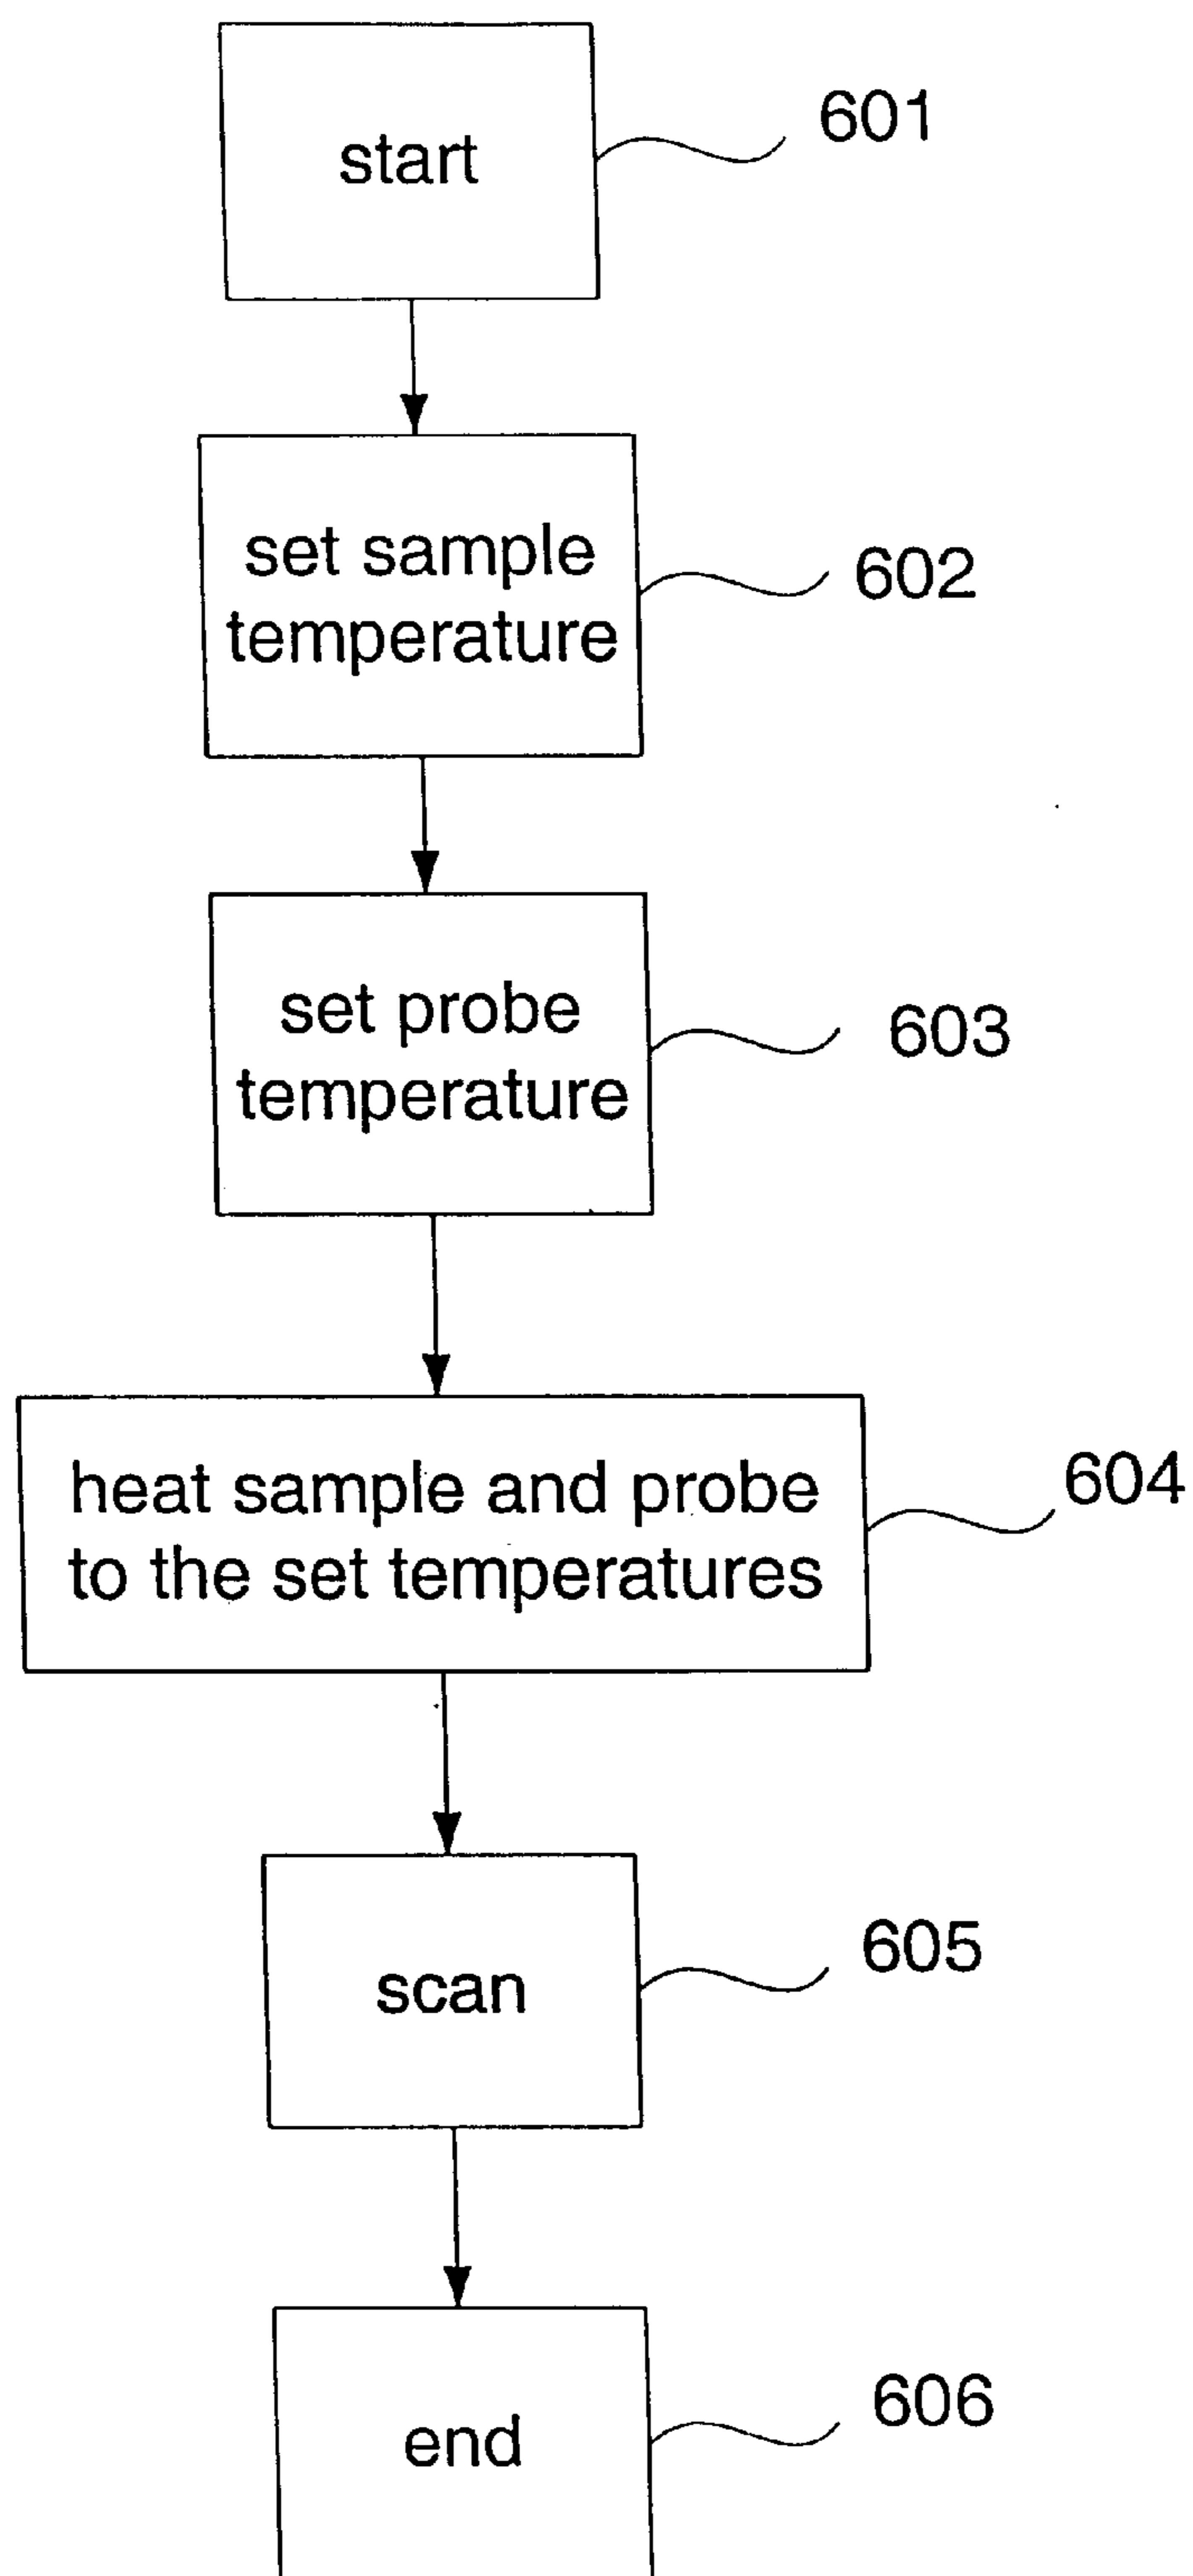 start
601
set sample
temperature
602
set probe
temperature
603
heat sample and probe
to the set temperatures
604
scan
605
end
606